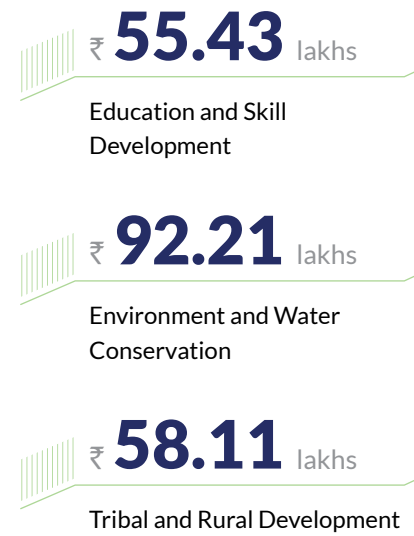 ₹ 55.43 lakhs
Education and Skill
Development
₹ 92.21 lakhs
Environment and Water
Conservation
₹ 58.11 lakhs
Tribal and Rural Development